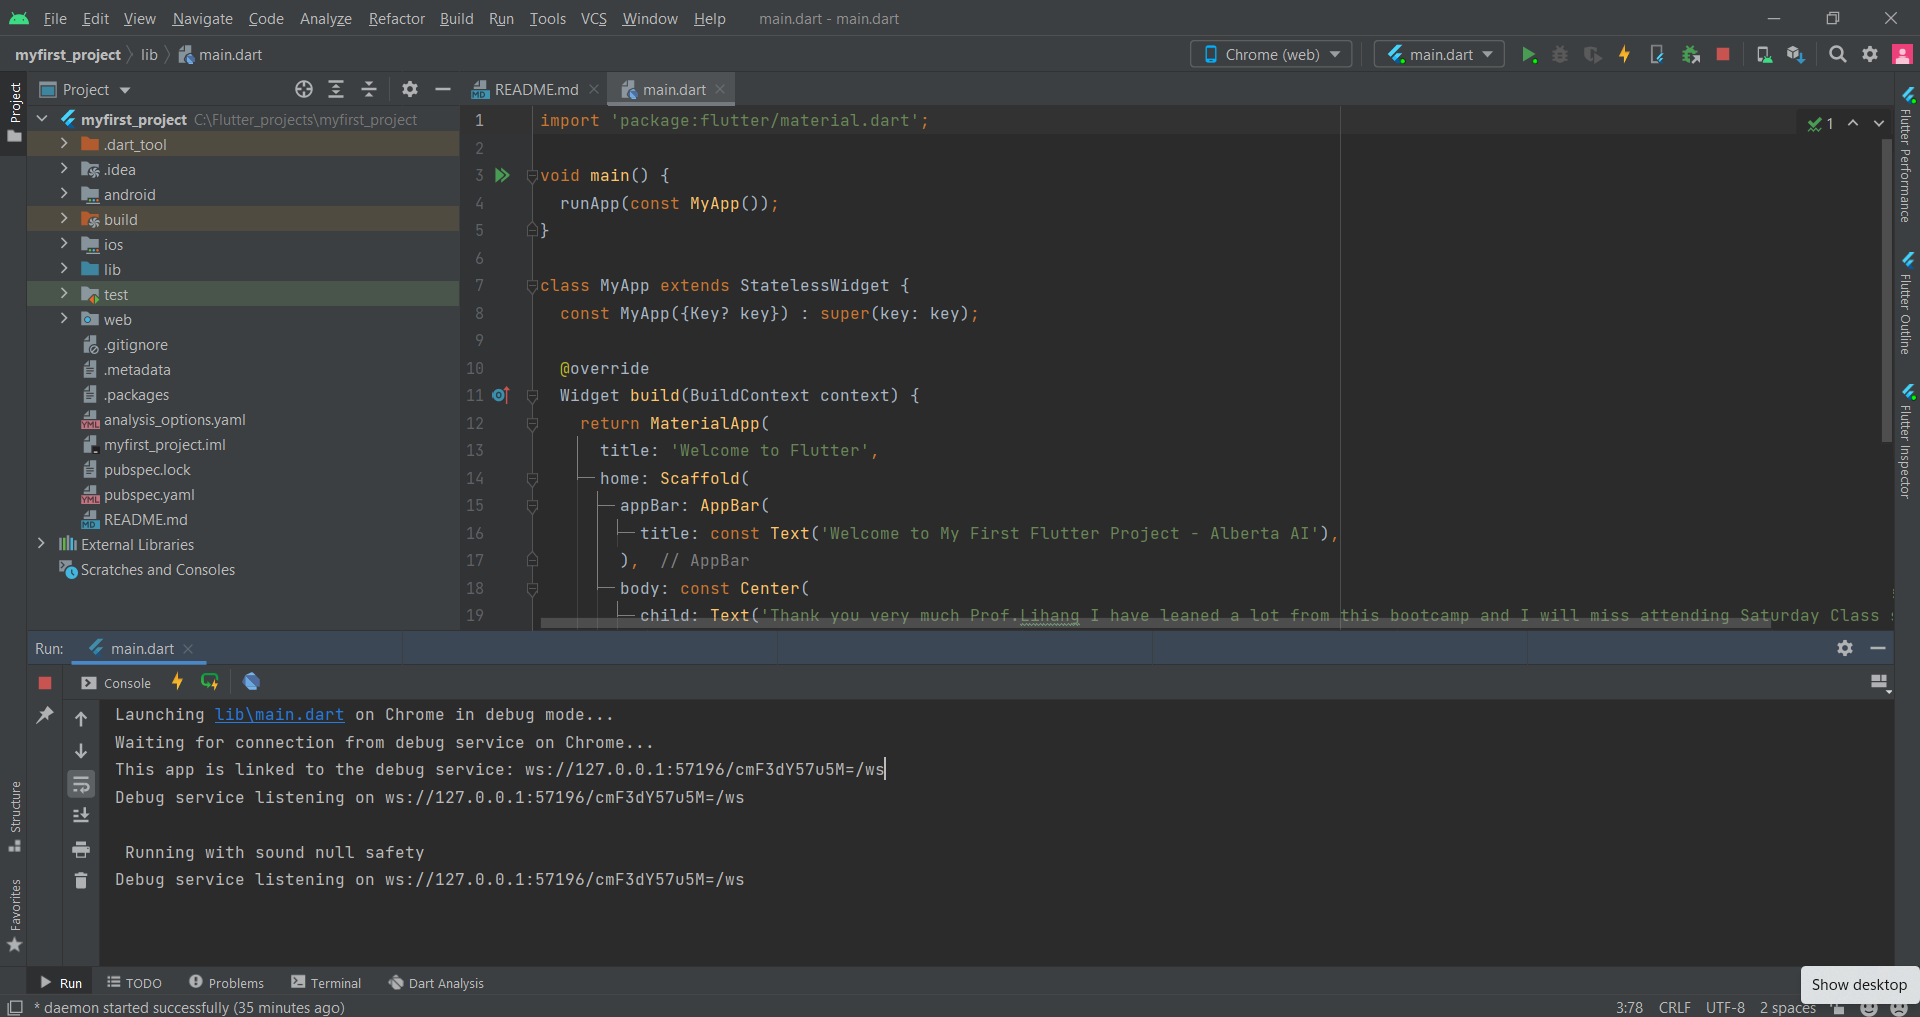 File Edit View Navigate Code Analyze Refactor Build Run Tools VCS Window Help main.dart - main.dart
myfirst_project lib main.dart Chrome (web) main.dart
Project README.md main.dart
myfirst_project C:\Flutter_projects\myfirst_project
.dart_tool
.idea
android
build
ios
lib
test
web
.gitignore
.metadata
.packages
analysis_options.yaml
myfirst_project.iml
pubspec.lock
pubspec.yaml
README.md
External Libraries
Scratches and Consoles
1 import 'package:flutter/material.dart';
2
3 void main() {
4 runApp(const MyApp());
5 }
6
7 class MyApp extends StatelessWidget {
8 const MyApp({Key? key}) : super(key: key);
9
10 @override
11 Widget build(BuildContext context) {
12 return MaterialApp(
13 title: 'Welcome to Flutter',
14 home: Scaffold(
15 appBar: AppBar(
16 title: const Text('Welcome to My First Flutter Project - Alberta AI'),
17 ), // AppBar
18 body: const Center(
19 child: Text('Thank you very much Prof.Lihang I have leaned a lot from this bootcamp and I will miss attending Saturday Class
1
Project
Structure
Favorites
Flutter Performance
Flutter Outline
Flutter Inspector
Run: main.dart
Console
Launching lib\main.dart on Chrome in debug mode...
Waiting for connection from debug service on Chrome...
This app is linked to the debug service: ws://127.0.0.1:57196/cmF3dY57u5M=/ws
Debug service listening on ws://127.0.0.1:57196/cmF3dY57u5M=/ws
Running with sound null safety
Debug service listening on ws://127.0.0.1:57196/cmF3dY57u5M=/ws
Run TODO Problems Terminal Dart Analysis
Show desktop
* daemon started successfully (35 minutes ago) 3:78 CRLF UTF-8 2 spaces